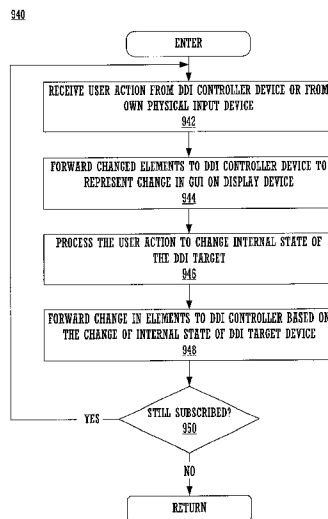 940
ENTER
RECEIVE USER ACTION FROM DDI CONTROLLER DEVICE OR FROM
OWN PHYSICAL INPUT DEVICE
942
FORWARD CHANGED ELEMENTS TO DDI CONTROLLER DEVICE TO
REPRESENT CHANGE IN GUI ON DISPLAY DEVICE
944
PROCESS THE USER ACTION TO CHANGE INTERNAL STATE OF
THE DDI TARGET
946
FORWARD CHANGE IN ELEMENTS TO DDI CONTROLLER BASED ON
THE CHANGE OF INTERNAL STATE OF DDI TARGET DEVICE
948
STILL SUBSCRIBED?
YES
950
NO
RETURN